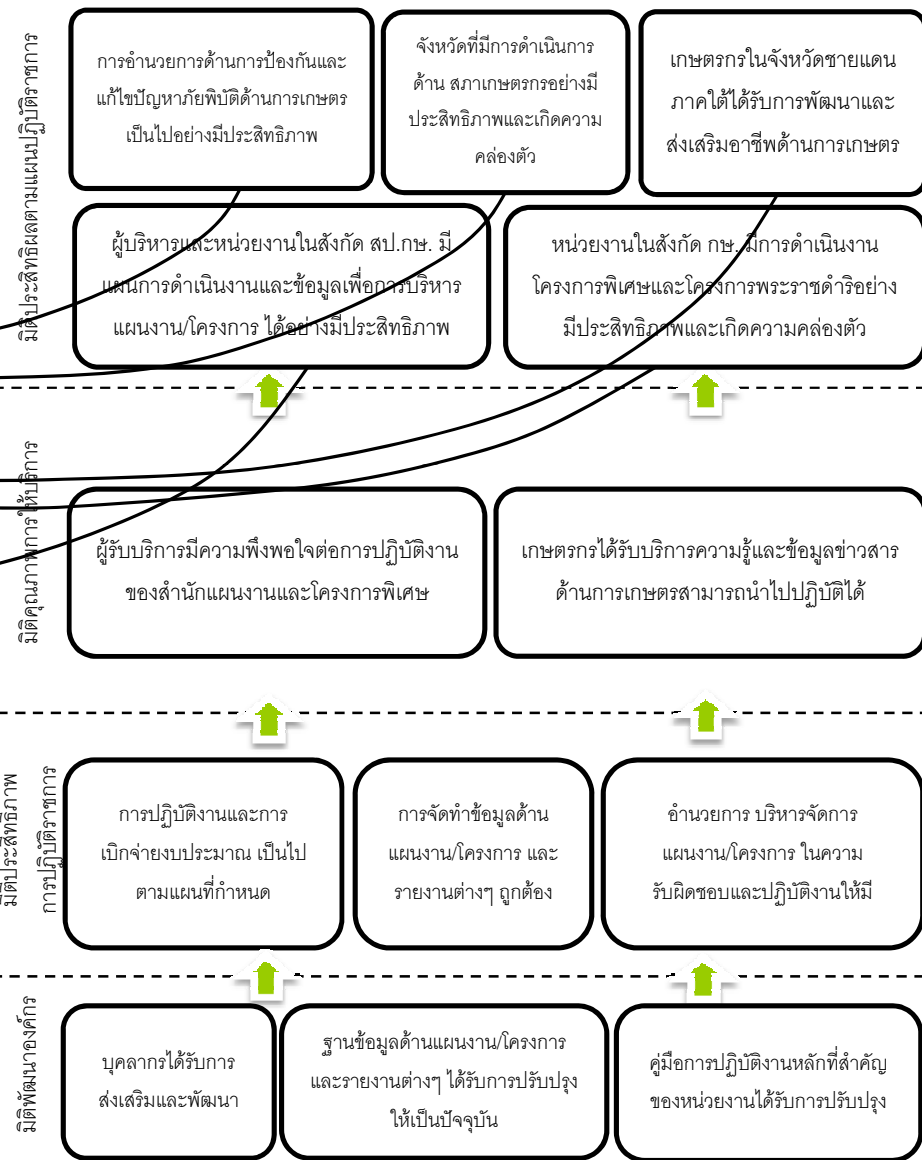 มิติประสิทธิผลตามแผนปฏิบัติราชการ
การอำนวยการด้านการป้องกันและ
แก้ไขปัญหาภัยพิบัติด้านการเกษตร
เป็นไปอย่างมีประสิทธิภาพ
จังหวัดที่มีการดำเนินการ
ด้าน สภาเกษตรกรอย่างมี
ประสิทธิภาพและเกิดความ
คล่องตัว
เกษตรกรในจังหวัดชายแดน
ภาคใต้ได้รับการพัฒนาและ
ส่งเสริมอาชีพด้านการเกษตร
ผู้บริหารและหน่วยงานในสังกัด สป.กษ. มี
แผนการดำเนินงานและข้อมูลเพื่อการบริหาร
แผนงาน/โครงการ ได้อย่างมีประสิทธิภาพ
หน่วยงานในสังกัด กษ. มีการดำเนินงาน
โครงการพิเศษและโครงการพระราชดำริอย่าง
มีประสิทธิภาพและเกิดความคล่องตัว
มิติคุณภาพการให้บริการ
ผู้รับบริการมีความพึงพอใจต่อการปฏิบัติงาน
ของสำนักแผนงานและโครงการพิเศษ
เกษตรกรได้รับบริการความรู้และข้อมูลข่าวสาร
ด้านการเกษตรสามารถนำไปปฏิบัติได้
มิติประสิทธิภาพ
การปฏิบัติราชการ
การปฏิบัติงานและการ
เบิกจ่ายงบประมาณ เป็นไป
ตามแผนที่กำหนด
การจัดทำข้อมูลด้าน
แผนงาน/โครงการ และ
รายงานต่างๆ ถูกต้อง
อำนวยการ บริหารจัดการ
แผนงาน/โครงการ ในความ
รับผิดชอบและปฏิบัติงานให้มี
มิติพัฒนาองค์กร
บุคลากรได้รับการ
ส่งเสริมและพัฒนา
ฐานข้อมูลด้านแผนงาน/โครงการ
และรายงานต่างๆ ได้รับการปรับปรุง
ให้เป็นปัจจุบัน
คู่มือการปฏิบัติงานหลักที่สำคัญ
ของหน่วยงานได้รับการปรับปรุง